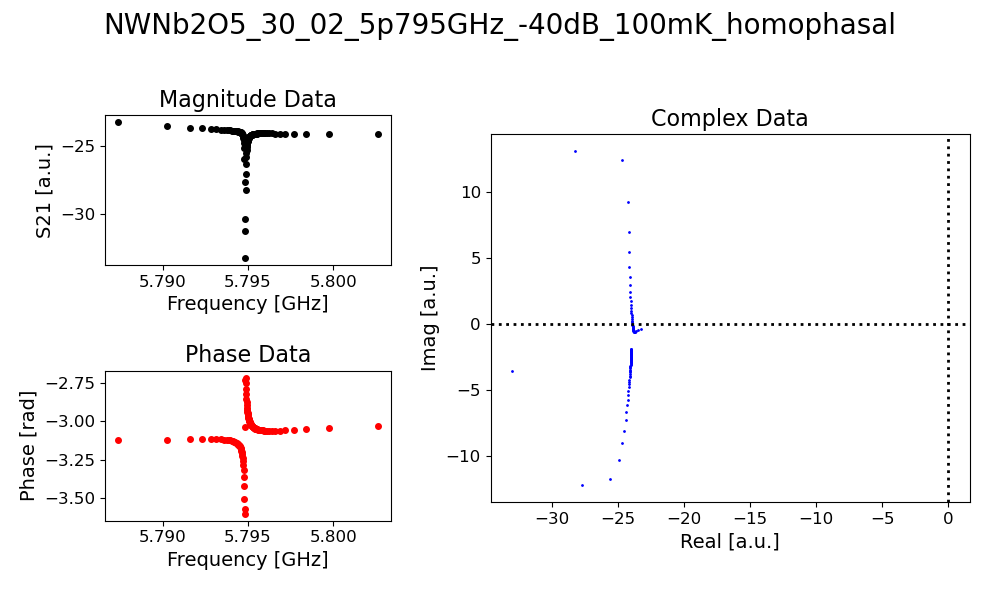 NWNb2O5_30_02_5p795GHz_-40dB_100mK_homophasal
Magnitude Data
S21 [a.u.]
−25
−30
5.790 5.795 5.800
Frequency [GHz]
Phase Data
Phase [rad]
−2.75
−3.00
−3.25
−3.50
5.790 5.795 5.800
Frequency [GHz]
Complex Data
Imag [a.u.]
10
5
0
−5
−10
−30 −25 −20 −15 −10 −5 0
Real [a.u.]